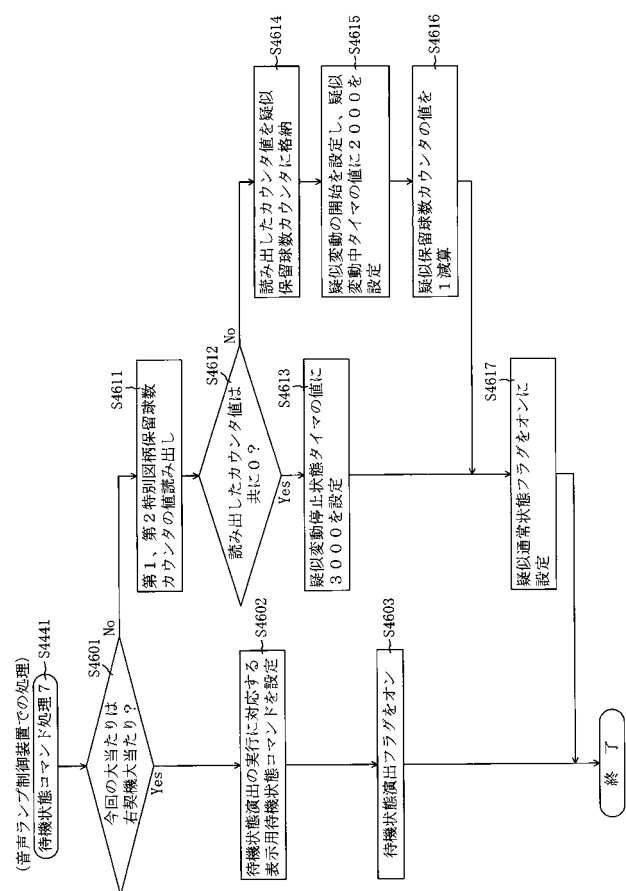 (音声ランプ制御装置での処理)
待機状態コマンド処理7
S4441
S4601
今回の大当たりは
右契機大当たり？
No
Yes
S4602
待機状態演出の実行に対応する
表示用待機状態コマンドを設定
S4603
待機状態演出フラグをオン
S4611
第1、第2特別図柄保留球数
カウンタの値読み出し
S4612
読み出したカウンタ値は
共に0？
No
Yes
S4613
疑似変動停止状態タイマの値に
3000を設定
S4614
読み出したカウンタ値を疑似
保留球数カウンタに格納
S4615
疑似変動の開始を設定し、疑似
変動中タイマの値に2000を
設定
S4616
疑似保留球数カウンタの値を
1減算
S4617
疑似通常状態フラグをオンに
設定
終了